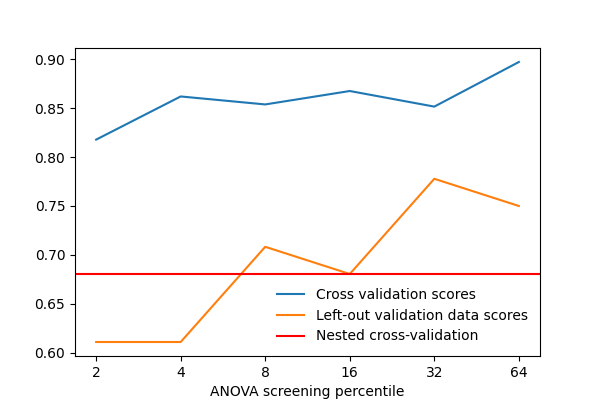 0.90
0.85
0.80
0.75
0.70
0.65
0.60
Cross validation scores
Left-out validation data scores
Nested cross-validation
2 4 8 16 32 64
ANOVA screening percentile